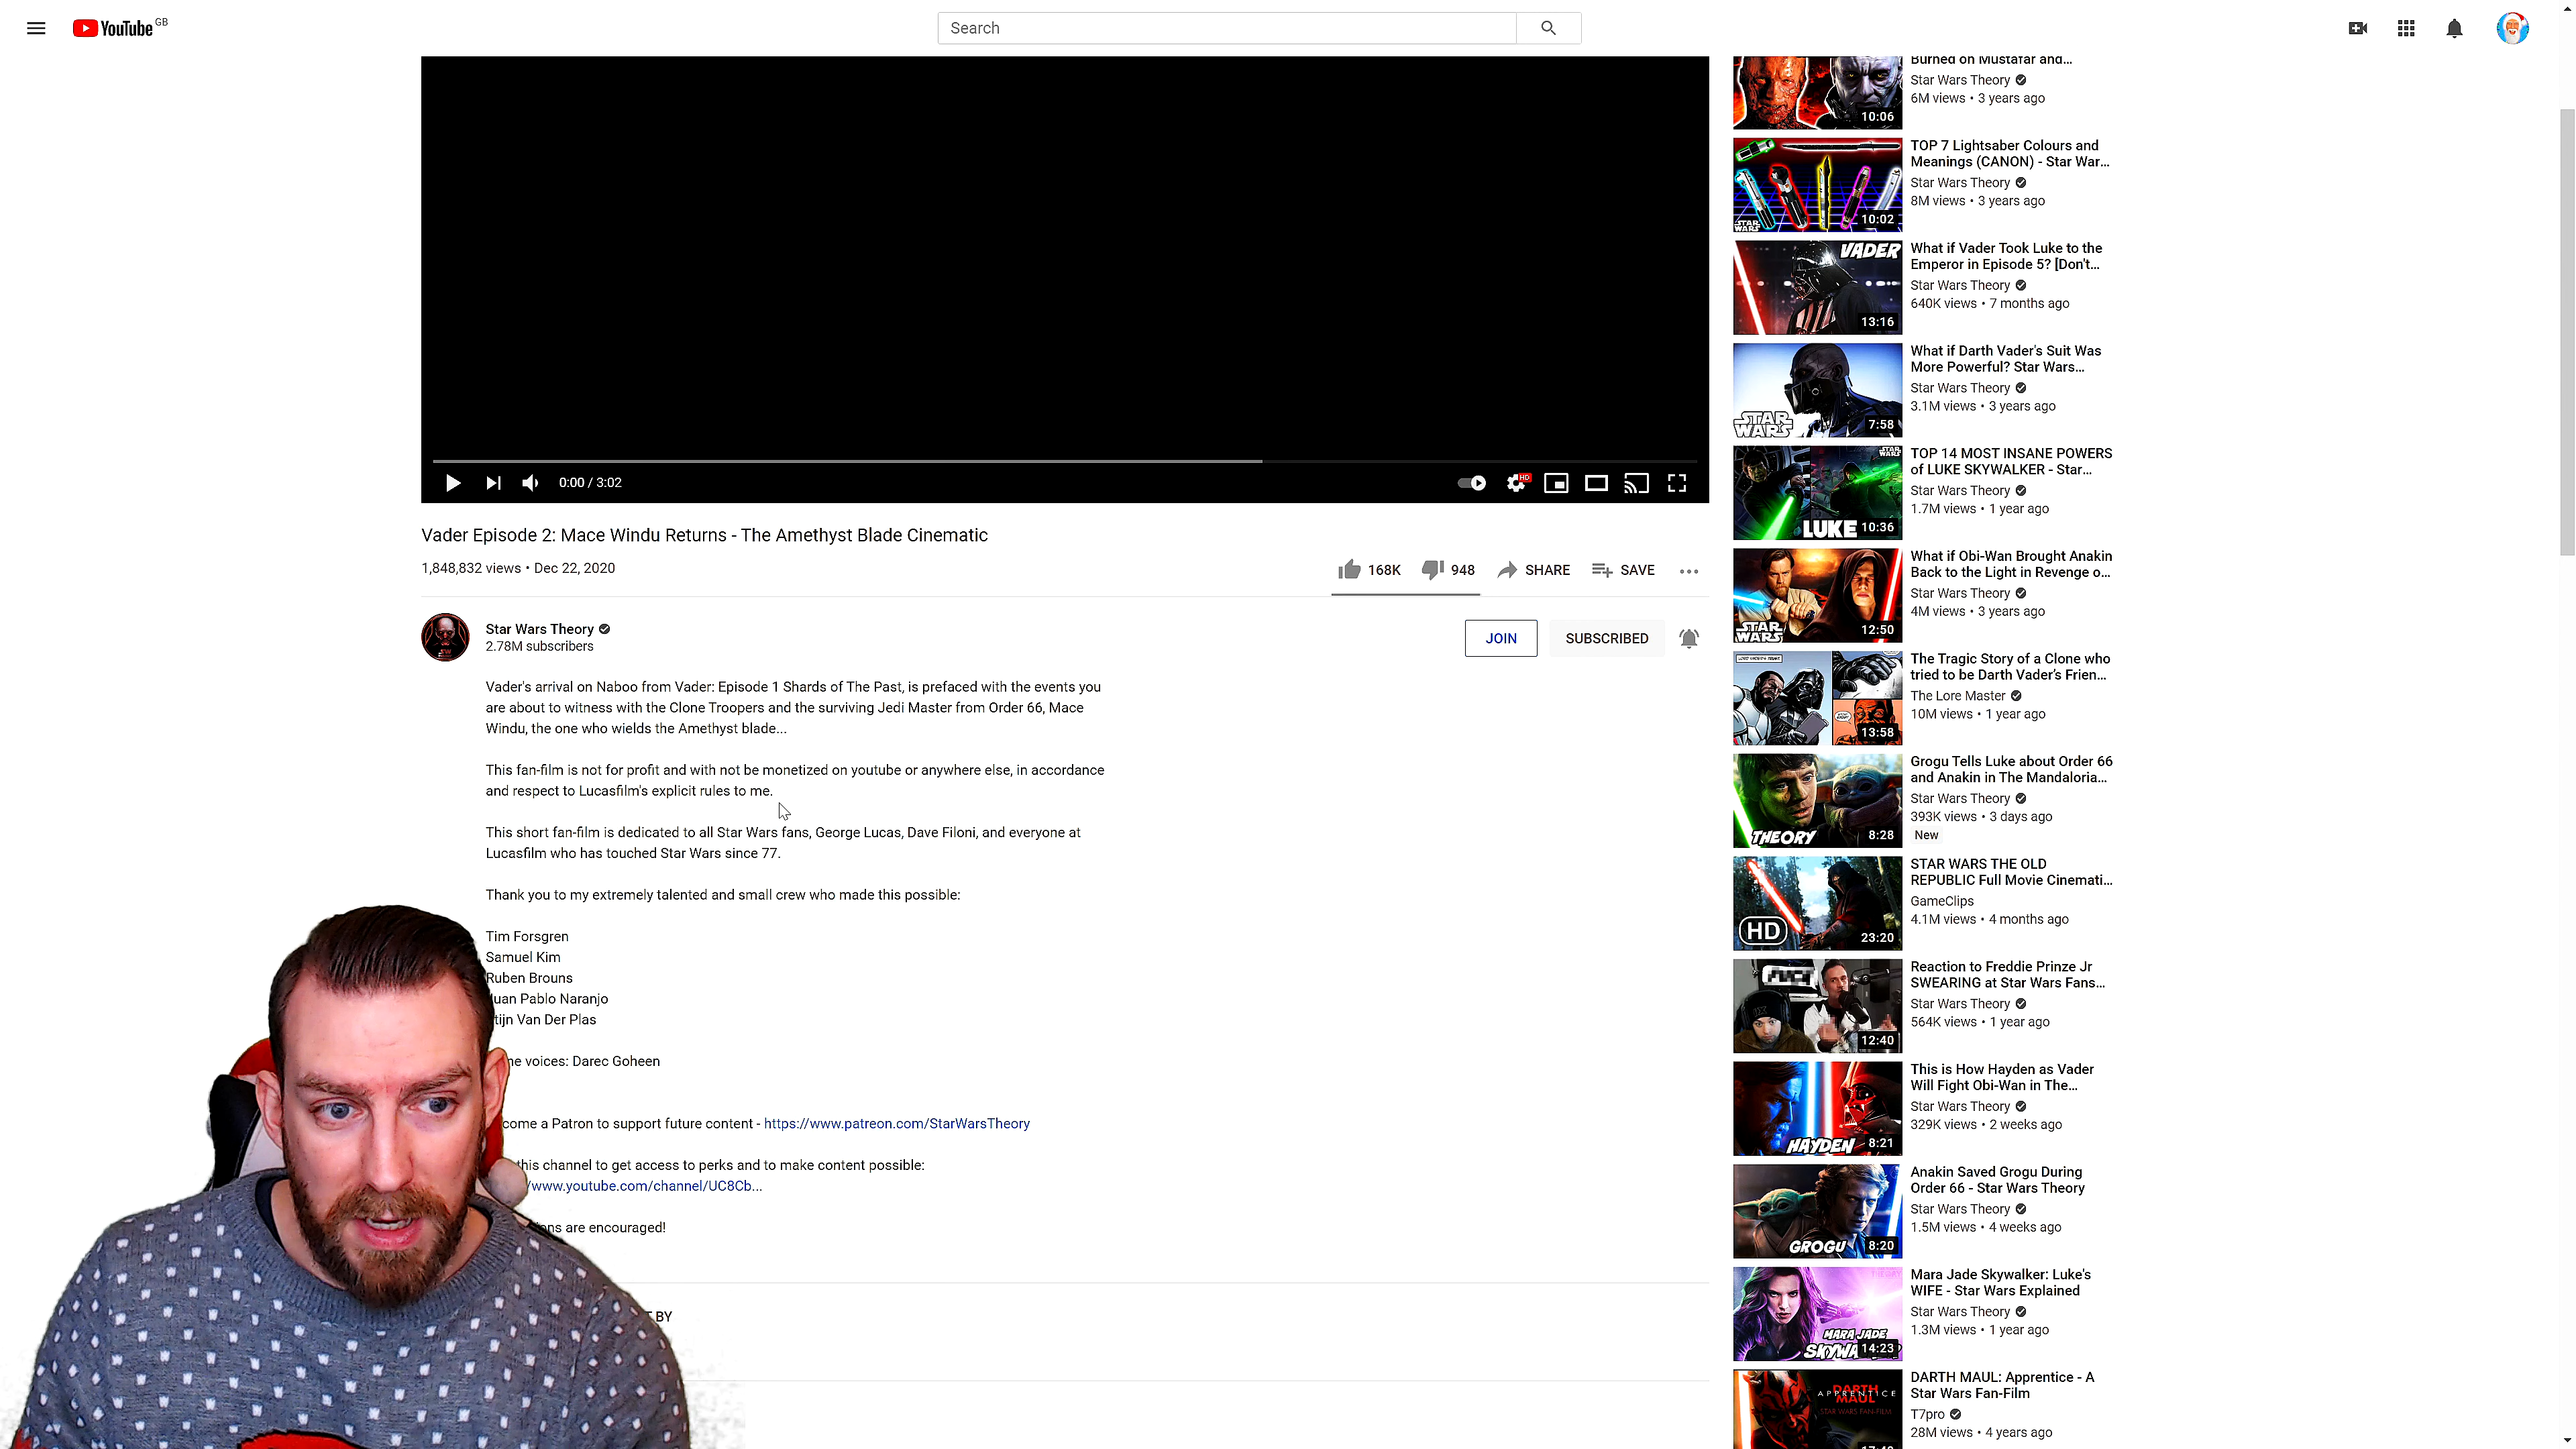 YouTube GB
Search
0:00 / 3:02
HD
Vader Episode 2: Mace Windu Returns - The Amethyst Blade Cinematic
1,848,832 views • Dec 22, 2020
168K
948
SHARE
SAVE
Star Wars Theory
2.78M subscribers
JOIN
SUBSCRIBED
Vader's arrival on Naboo from Vader: Episode 1 Shards of The Past, is prefaced with the events you
are about to witness with the Clone Troopers and the surviving Jedi Master from Order 66, Mace
Windu, the one who wields the Amethyst blade...
This fan-film is not for profit and with not be monetized on youtube or anywhere else, in accordance
and respect to Lucasfilm's explicit rules to me.
This short fan-film is dedicated to all Star Wars fans, George Lucas, Dave Filoni, and everyone at
Lucasfilm who has touched Star Wars since 77.
Thank you to my extremely talented and small crew who made this possible:
Tim Forsgren
Samuel Kim
Ruben Brouns
Pablo Naranjo
Van Der Plas
voices: Darec Goheen
come a Patron to support future content - https://www.patreon.com/StarWarsTheory
this channel to get access to perks and to make content possible:
/www.youtube.com/channel/UC8Cb...
are encouraged!
BY
Burned on Mustafar and...
Star Wars Theory
6M views • 3 years ago
10:06
TOP 7 Lightsaber Colours and
Meanings (CANON) - Star War...
Star Wars Theory
8M views • 3 years ago
STAR WARS
10:02
What if Vader Took Luke to the
Emperor in Episode 5? [Don't...
Star Wars Theory
640K views • 7 months ago
VADER
13:16
What if Darth Vader's Suit Was
More Powerful? Star Wars...
Star Wars Theory
3.1M views • 3 years ago
STAR WARS
7:58
TOP 14 MOST INSANE POWERS
of LUKE SKYWALKER - Star...
Star Wars Theory
1.7M views • 1 year ago
STAR WARS
LUKE
10:36
What if Obi-Wan Brought Anakin
Back to the Light in Revenge o...
Star Wars Theory
4M views • 3 years ago
STAR WARS
12:50
The Tragic Story of a Clone who
tried to be Darth Vader's Frien...
The Lore Master
10M views • 1 year ago
13:58
Grogu Tells Luke about Order 66
and Anakin in The Mandaloria...
Star Wars Theory
393K views • 3 days ago
New
THEORY
8:28
STAR WARS THE OLD
REPUBLIC Full Movie Cinemati...
GameClips
4.1M views • 4 months ago
HD
23:20
Reaction to Freddie Prinze Jr
SWEARING at Star Wars Fans...
Star Wars Theory
564K views • 1 year ago
12:40
This is How Hayden as Vader
Will Fight Obi-Wan in The...
Star Wars Theory
329K views • 2 weeks ago
HAYDEN
8:21
Anakin Saved Grogu During
Order 66 - Star Wars Theory
Star Wars Theory
1.5M views • 4 weeks ago
GROGU
8:20
Mara Jade Skywalker: Luke's
WIFE - Star Wars Explained
Star Wars Theory
1.3M views • 1 year ago
MARA JADE
14:23
DARTH MAUL: Apprentice - A
Star Wars Fan-Film
T7pro
28M views • 4 years ago
DARTH MAUL
APPRENTICE
STAR WARS FAN-FILM